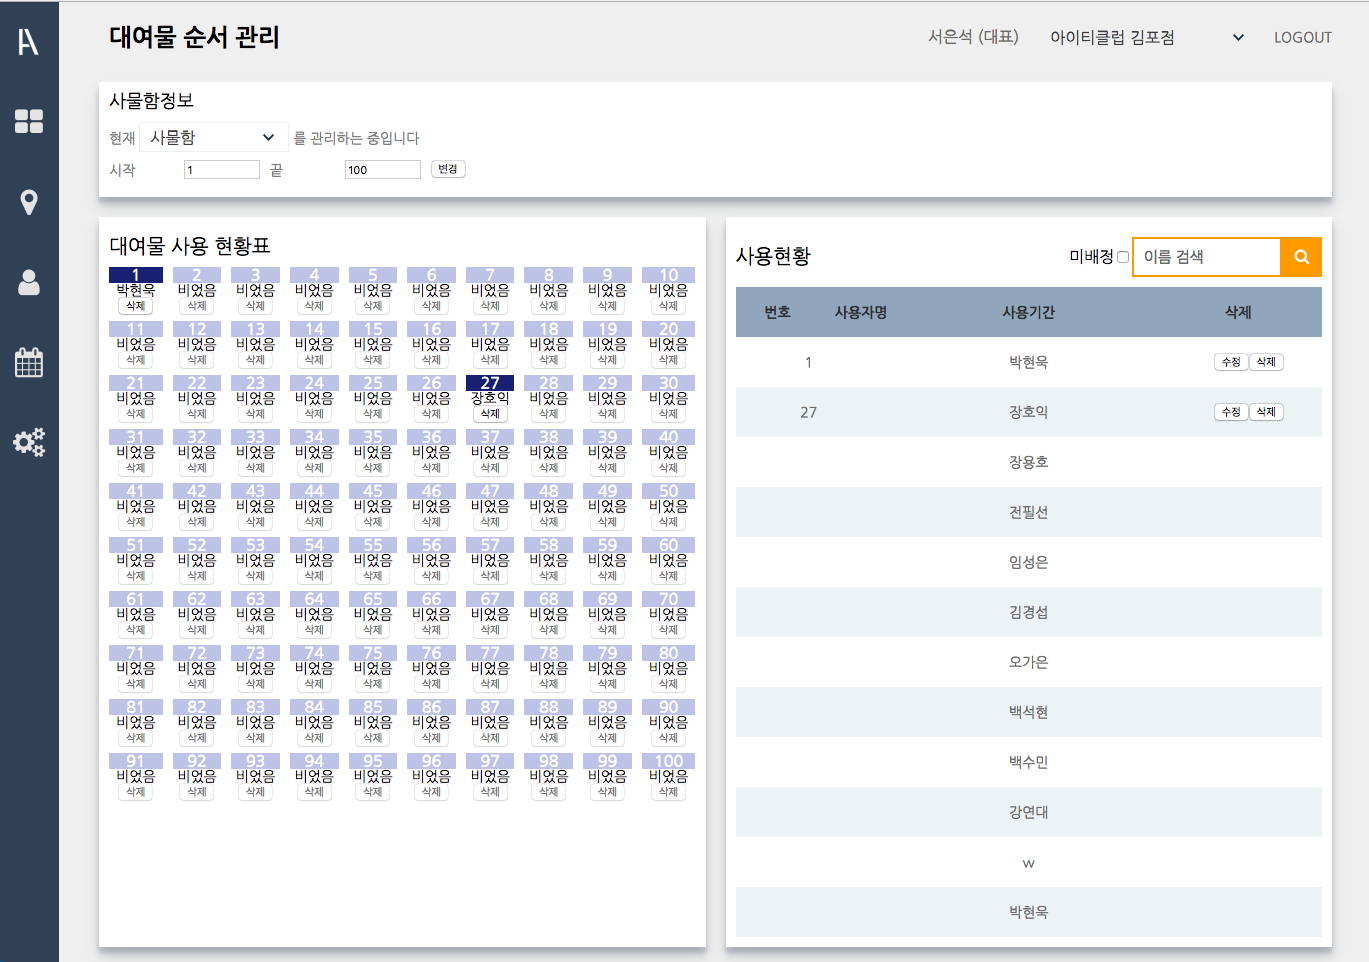 대여물 순서 관리
서은석 (대표) 아이티클럽 김포점 LOGOUT
사물함정보
현재 사물함 를 관리하는 중입니다
시작 1 끝 100 변경
대여물 사용 현황표
1 2 3 4 5 6 7 8 9 10
박현욱 비었음 비었음 비었음 비었음 비었음 비었음 비었음 비었음 비었음
삭제 삭제 삭제 삭제 삭제 삭제 삭제 삭제 삭제 삭제
11 12 13 14 15 16 17 18 19 20
비었음 비었음 비었음 비었음 비었음 비었음 비었음 비었음 비었음 비었음
삭제 삭제 삭제 삭제 삭제 삭제 삭제 삭제 삭제 삭제
21 22 23 24 25 26 27 28 29 30
비었음 비었음 비었음 비었음 비었음 비었음 장호익 비었음 비었음 비었음
삭제 삭제 삭제 삭제 삭제 삭제 삭제 삭제 삭제 삭제
31 32 33 34 35 36 37 38 39 40
비었음 비었음 비었음 비었음 비었음 비었음 비었음 비었음 비었음 비었음
삭제 삭제 삭제 삭제 삭제 삭제 삭제 삭제 삭제 삭제
41 42 43 44 45 46 47 48 49 50
비었음 비었음 비었음 비었음 비었음 비었음 비었음 비었음 비었음 비었음
삭제 삭제 삭제 삭제 삭제 삭제 삭제 삭제 삭제 삭제
51 52 53 54 55 56 57 58 59 60
비었음 비었음 비었음 비었음 비었음 비었음 비었음 비었음 비었음 비었음
삭제 삭제 삭제 삭제 삭제 삭제 삭제 삭제 삭제 삭제
61 62 63 64 65 66 67 68 69 70
비었음 비었음 비었음 비었음 비었음 비었음 비었음 비었음 비었음 비었음
삭제 삭제 삭제 삭제 삭제 삭제 삭제 삭제 삭제 삭제
71 72 73 74 75 76 77 78 79 80
비었음 비었음 비었음 비었음 비었음 비었음 비었음 비었음 비었음 비었음
삭제 삭제 삭제 삭제 삭제 삭제 삭제 삭제 삭제 삭제
81 82 83 84 85 86 87 88 89 90
비었음 비었음 비었음 비었음 비었음 비었음 비었음 비었음 비었음 비었음
삭제 삭제 삭제 삭제 삭제 삭제 삭제 삭제 삭제 삭제
91 92 93 94 95 96 97 98 99 100
비었음 비었음 비었음 비었음 비었음 비었음 비었음 비었음 비었음 비었음
삭제 삭제 삭제 삭제 삭제 삭제 삭제 삭제 삭제 삭제
사용현황 미배정 이름 검색
번호 사용자명 사용기간 삭제
1 박현욱 수정 삭제
27 장호익 수정 삭제
장용호
전필선
임성은
김경섭
오가은
백석현
백수민
강연대
w
박현욱